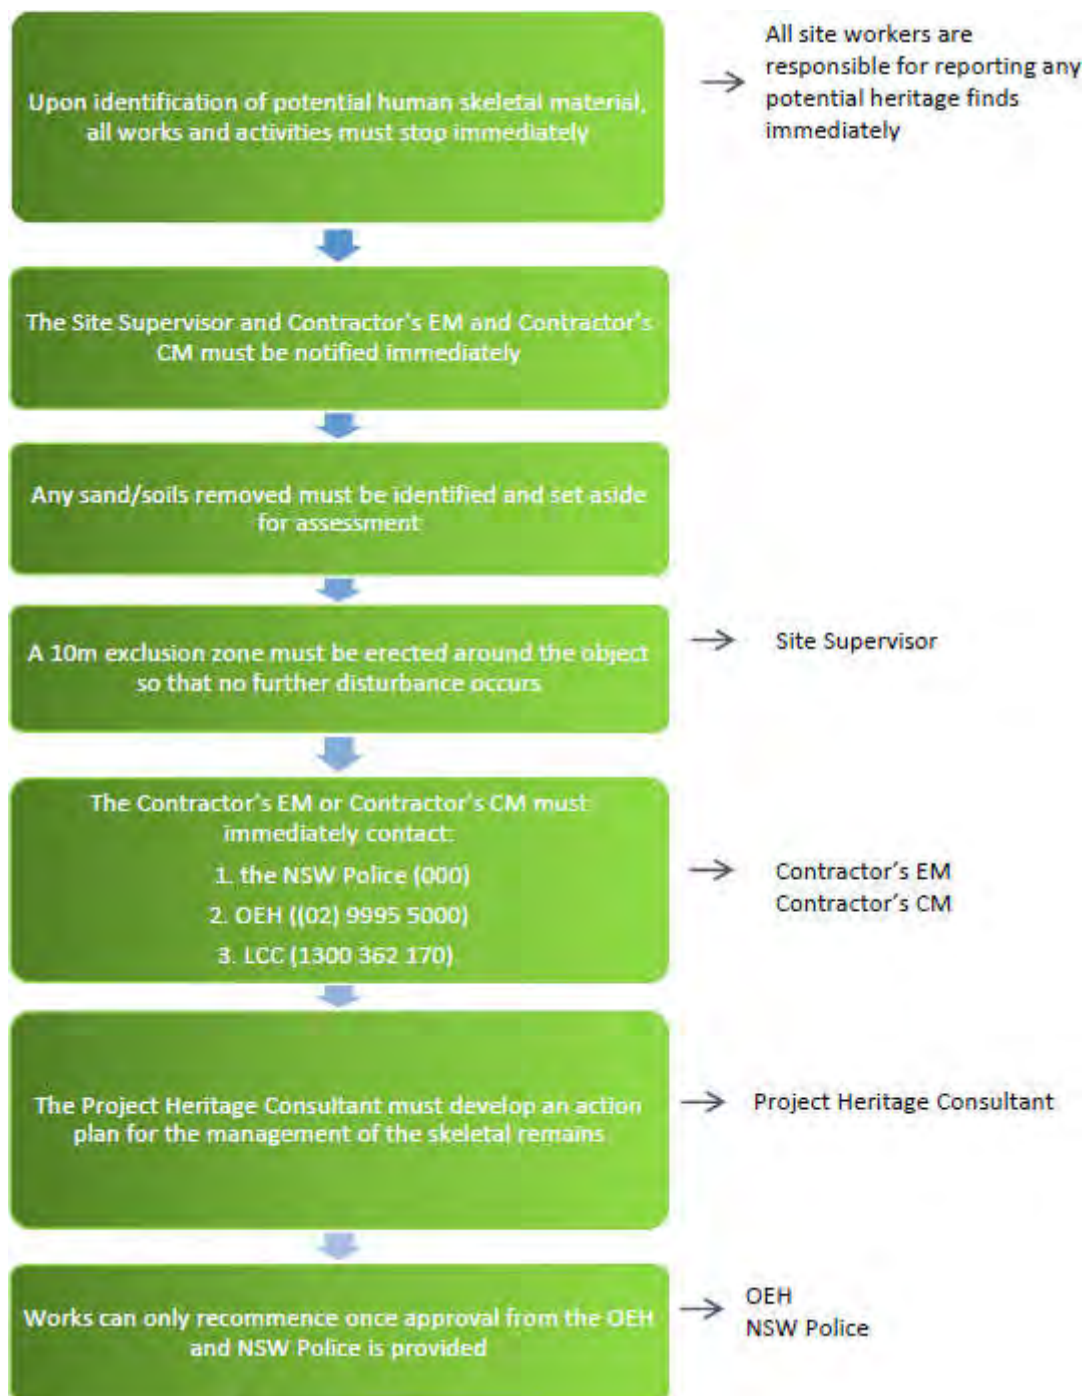 Upon identification of potential human skeletal material,
all works and activities must stop immediately
All site workers are
responsible for reporting any
potential heritage finds
immediately
The Site Supervisor and Contractor's EM and Contractor's
CM must be notified immediately
Any sand/soils removed must be identified and set aside
for assessment
A 10m exclusion zone must be erected around the object
so that no further disturbance occurs
Site Supervisor
The Contractor's EM or Contractor's CM must
immediately contact:
1. the NSW Police (000)
2. OEH ((02) 9995 5000)
3. LCC (1300 362 170)
Contractor's EM
Contractor's CM
The Project Heritage Consultant must develop an action
plan for the management of the skeletal remains
Project Heritage Consultant
Works can only recommence once approval from the OEH
and NSW Police is provided
OEH
NSW Police